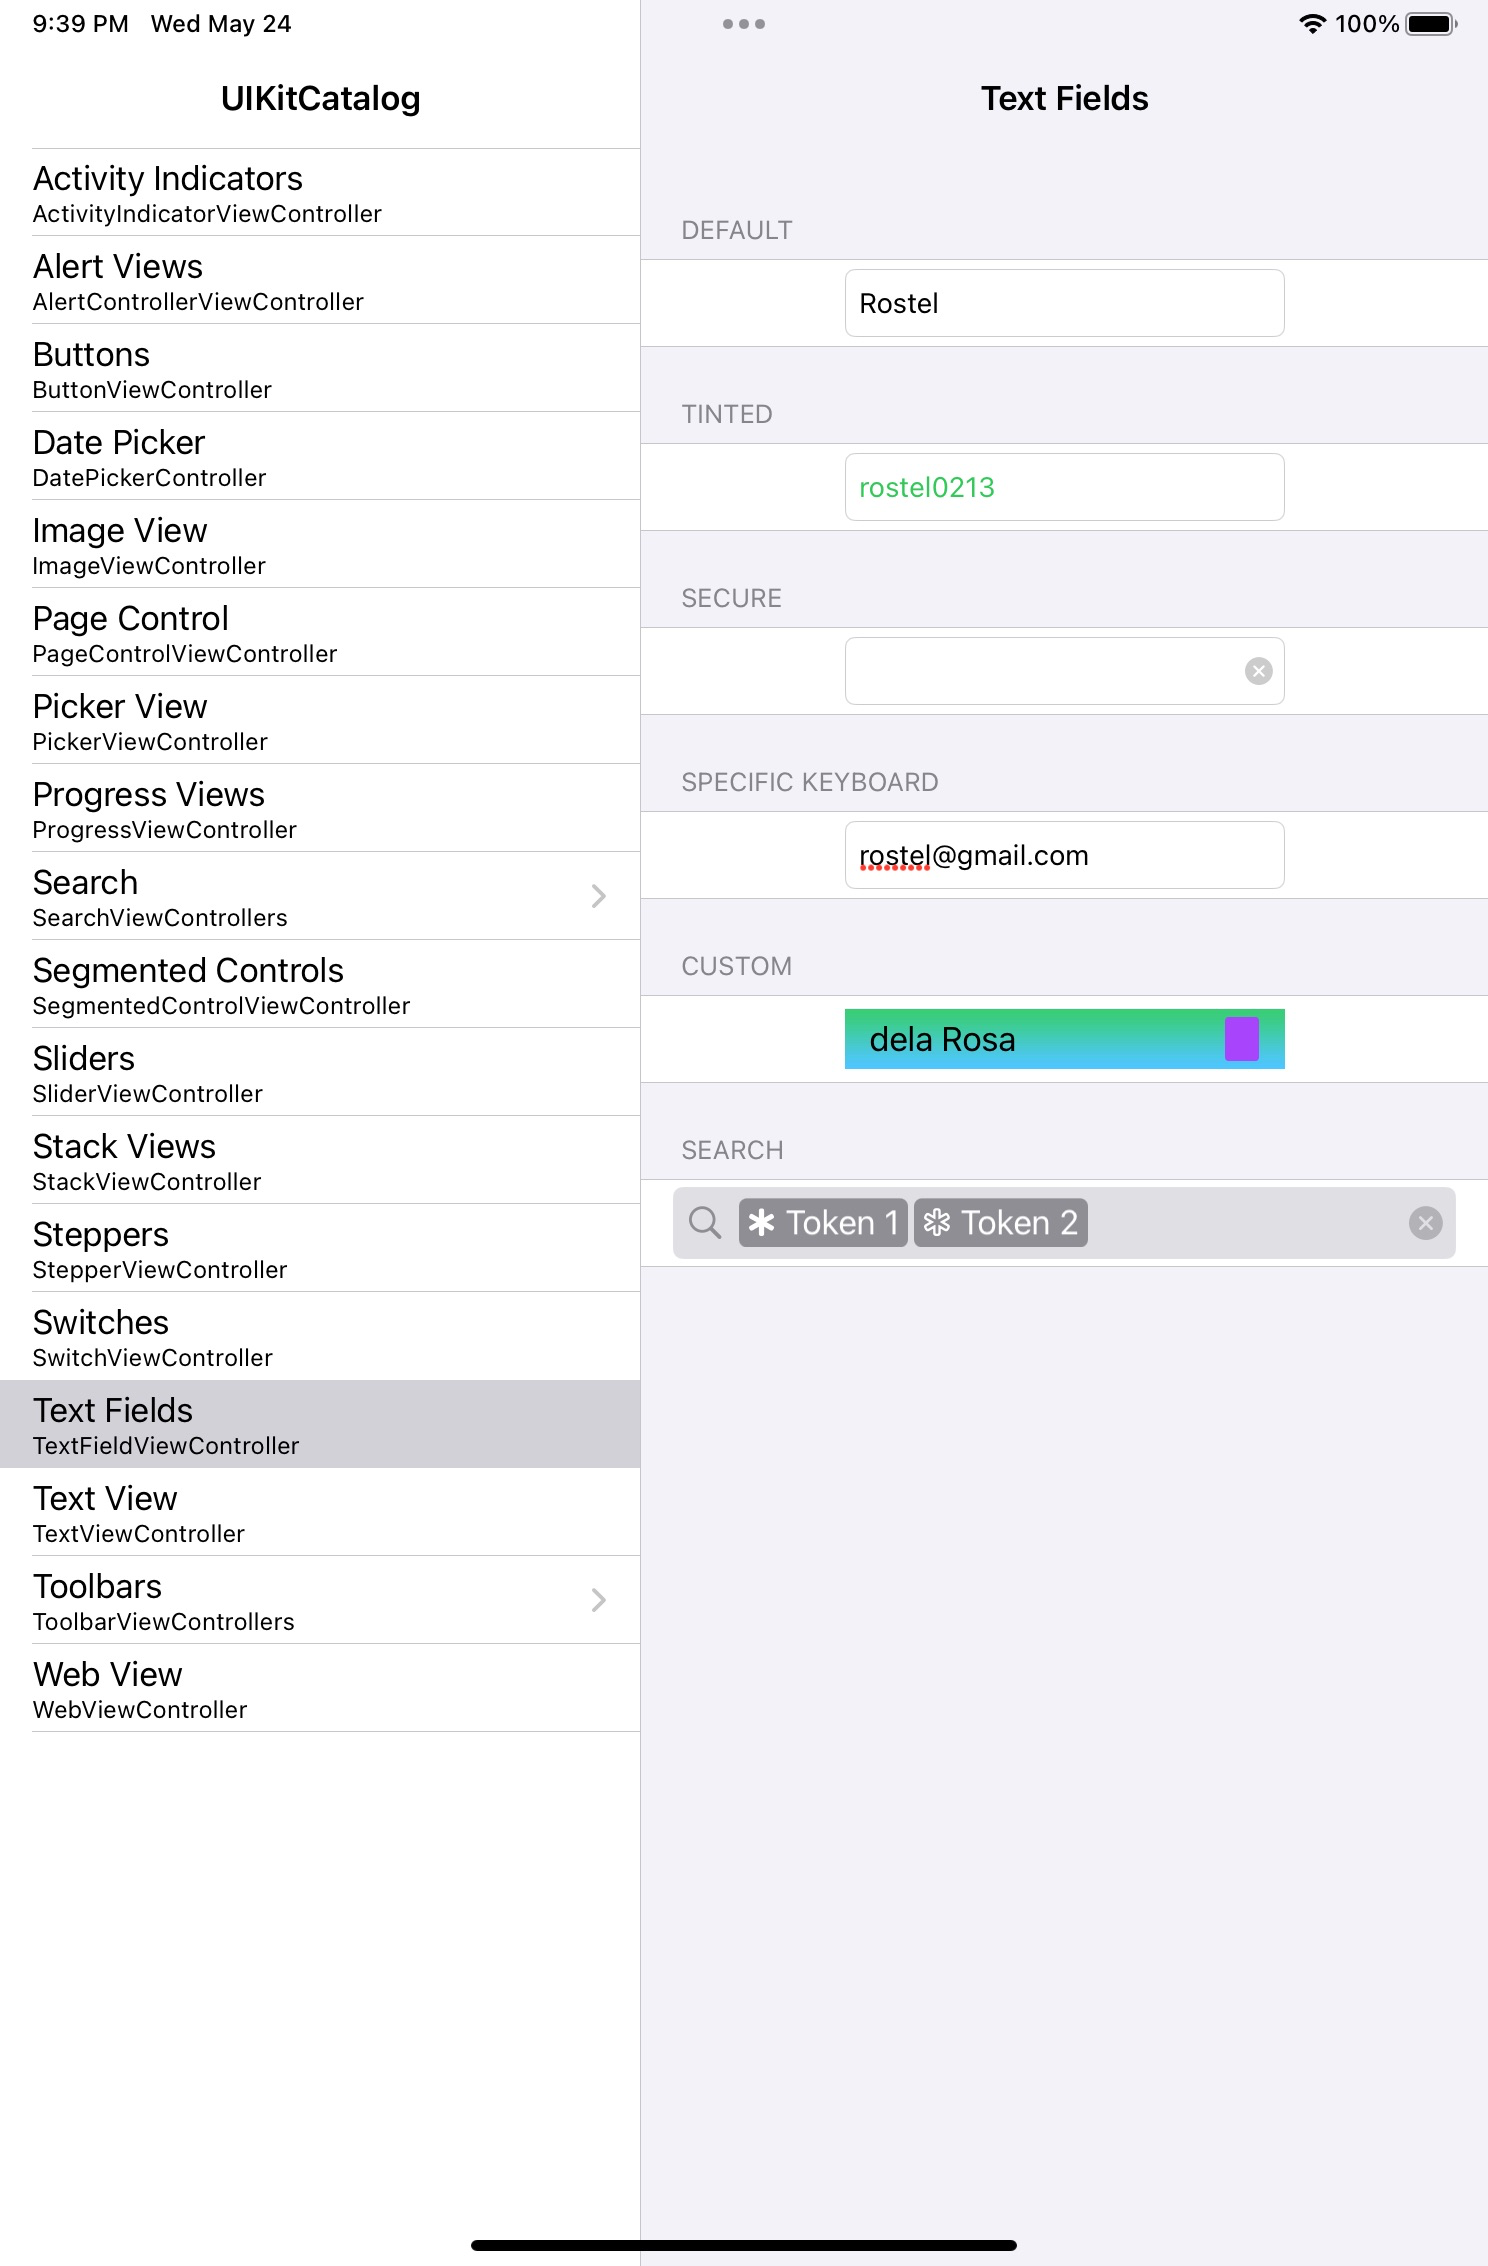 9:39 PM Wed May 24
100%
UIKitCatalog
Activity Indicators
ActivityIndicatorViewController
Alert Views
AlertControllerViewController
Buttons
ButtonViewController
Date Picker
DatePickerController
Image View
ImageViewController
Page Control
PageControlViewController
Picker View
PickerViewController
Progress Views
ProgressViewController
Search
SearchViewControllers
Segmented Controls
SegmentedControlViewController
Sliders
SliderViewController
Stack Views
StackViewController
Steppers
StepperViewController
Switches
SwitchViewController
Text Fields
TextFieldViewController
Text View
TextViewController
Toolbars
ToolbarViewControllers
Web View
WebViewController
Text Fields
DEFAULT
Rostel
TINTED
rostel0213
SECURE
SPECIFIC KEYBOARD
rostel@gmail.com
CUSTOM
dela Rosa
SEARCH
Token 1 Token 2